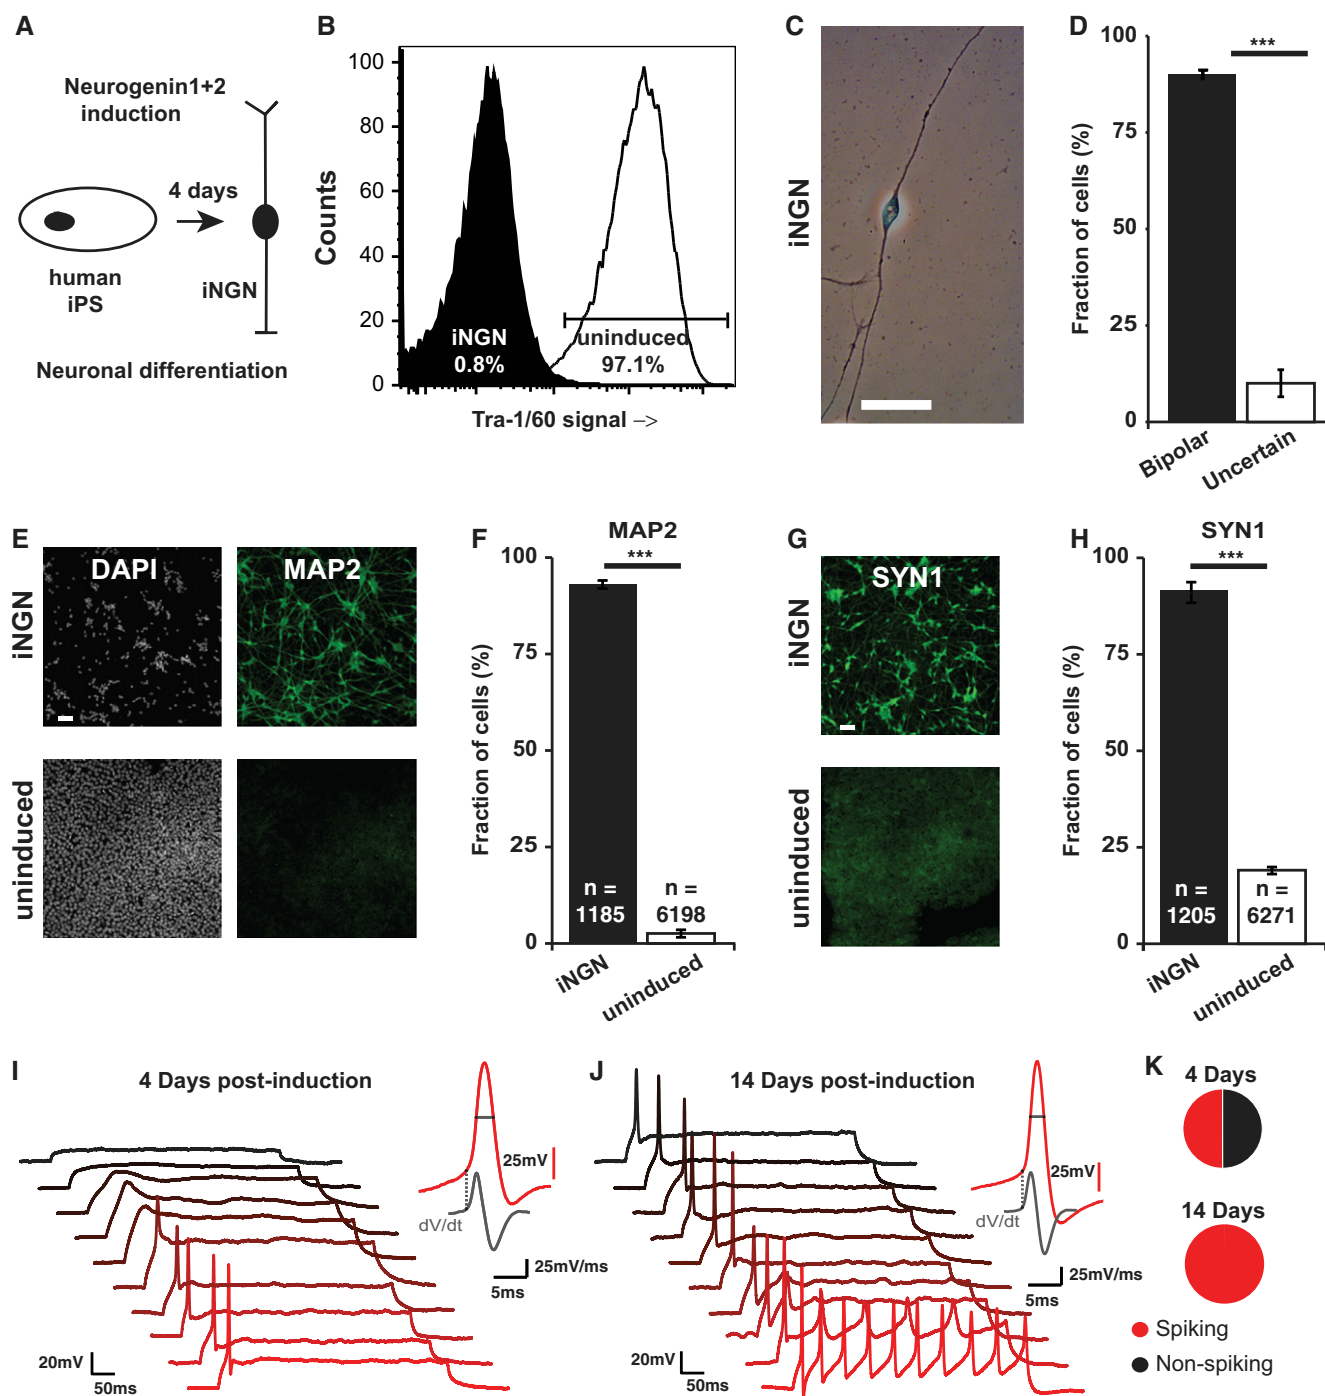 A
Neurogenin1+2
induction
4 days
human
iPS
iNGN
Neuronal differentiation
B
100
80
60
40
20
0
Counts
iNGN
0.8%
uninduced
97.1%
Tra-1/60 signal –>
C
iNGN
D
100
75
50
25
0
Fraction of cells (%)
***
Bipolar
Uncertain
E
iNGN
DAPI
MAP2
uninduced
F
MAP2
***
100
75
50
25
0
Fraction of cells (%)
n =
1185
n =
6198
iNGN
uninduced
G
iNGN
SYN1
uninduced
H
SYN1
***
100
75
50
25
0
Fraction of cells (%)
n =
1205
n =
6271
iNGN
uninduced
I
4 Days post-induction
25mV
dV/dt
25mV/ms
5ms
20mV
50ms
J
14 Days post-induction
25mV
dV/dt
25mV/ms
5ms
20mV
50ms
K
4 Days
14 Days
Spiking
Non-spiking